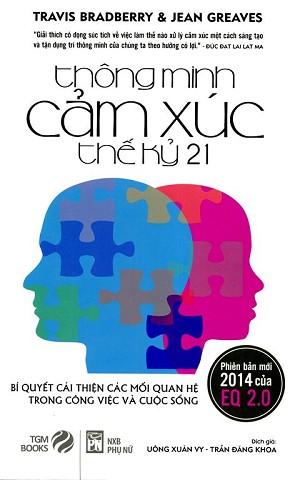 TRAVIS BRADBERRY & JEAN GREAVES
"Giải thích cô đọng súc tích về việc làm thế nào xử lý cảm xúc một cách sáng tạo
và tận dụng trí thông minh của chúng ta theo hướng có lợi." - ĐỨC ĐẠT LAI LẠT MA
thông minh
CẢM XÚC
thế kỷ 21
Phiên bản mới
2014 của
EQ 2.0
BÍ QUYẾT CẢI THIỆN CÁC MỐI QUAN HỆ
TRONG CÔNG VIỆC VÀ CUỘC SỐNG
TGM
BOOKS
PN
NXB
PHỤ NỮ
Dịch giả:
UÔNG XUÂN VY - TRẦN ĐĂNG KHOA